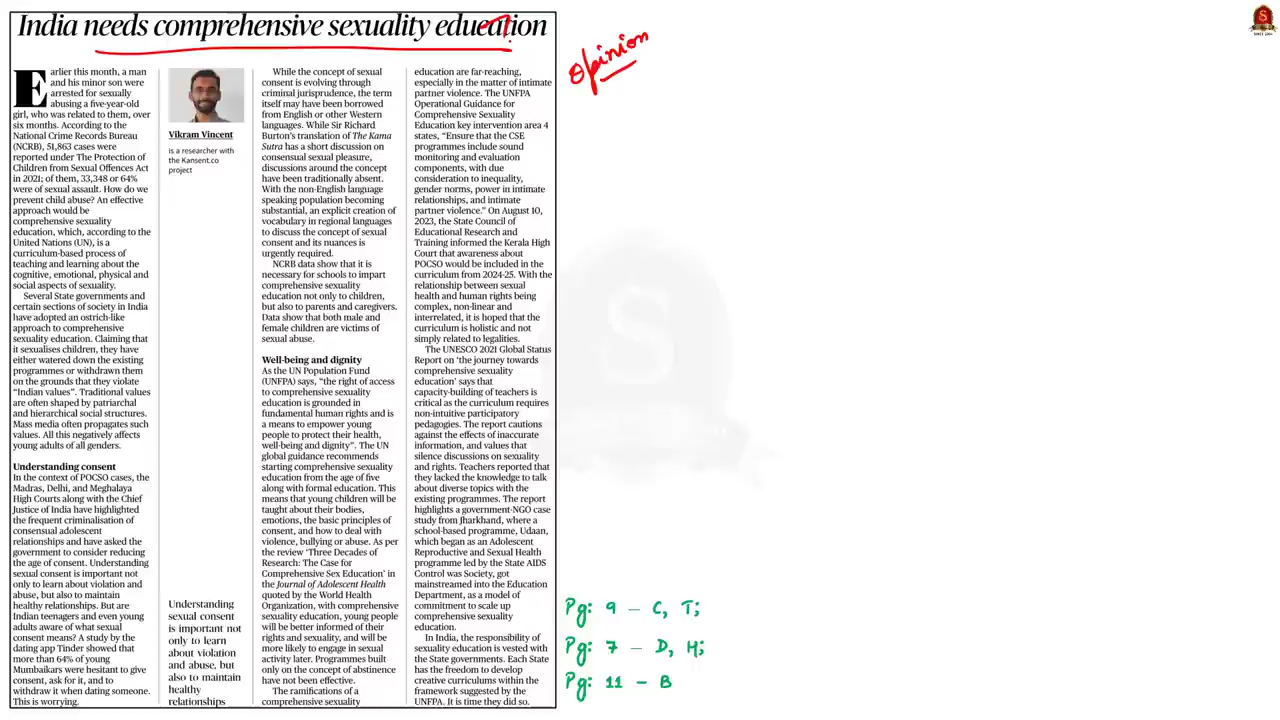 India needs comprehensive sexuality education
Opinion
Earlier this month, a man
and his minor son were
arrested for sexually
abusing a five-year-old
girl, who was related to them, over
six months. According to the
National Crime Records Bureau
(NCRB), 51,863 cases were
reported under The Protection of
Children from Sexual Offences Act
in 2021; of them, 33,348 or 64%
were of sexual assault. How do we
prevent child abuse? An effective
approach would be
comprehensive sexuality
education, which, according to the
United Nations (UN), is a
curriculum-based process of
teaching and learning about the
cognitive, emotional, physical and
social aspects of sexuality.
Several State governments and
certain sections of society in India
have adopted an ostrich-like
approach to comprehensive
sexuality education. Claiming that
it sexualises children, they have
either watered down the existing
programmes or withdrawn them
on the grounds that they violate
“Indian values”. Traditional values
are often shaped by patriarchal
and hierarchical social structures.
Mass media often propagates such
values. All this negatively affects
young adults of all genders.
Understanding consent
In the context of POCSO cases, the
Madras, Delhi, and Meghalaya
High Courts along with the Chief
Justice of India have highlighted
the frequent criminalisation of
consensual adolescent
relationships and have asked the
government to consider reducing
the age of consent. Understanding
sexual consent is important not
only to learn about violation and
abuse, but also to maintain
healthy relationships. But are
Indian teenagers and even young
adults aware of what sexual
consent means? A study by the
dating app Tinder showed that
more than 64% of young
Mumbaikars were hesitant to give
consent, ask for it, and to
withdraw it when dating someone.
This is worrying.
Vikram Vincent
is a researcher with
the Kansent.co
project
Understanding
sexual consent
is important not
only to learn
about violation
and abuse, but
also to maintain
healthy
relationships
While the concept of sexual
consent is evolving through
criminal jurisprudence, the term
itself may have been borrowed
from English or other Western
languages. While Sir Richard
Burton’s translation of The Kama
Sutra has a short discussion on
consensual sexual pleasure,
discussions around the concept
have been traditionally absent.
With the non-English language
speaking population becoming
substantial, an explicit creation of
vocabulary in regional languages
to discuss the concept of sexual
consent and its nuances is
urgently required.
NCRB data show that it is
necessary for schools to impart
comprehensive sexuality
education not only to children,
but also to parents and caregivers.
Data show that both male and
female children are victims of
sexual abuse.
Well-being and dignity
As the UN Population Fund
(UNFPA) says, “the right of access
to comprehensive sexuality
education is grounded in
fundamental human rights and is
a means to empower young
people to protect their health,
well-being and dignity”. The UN
global guidance recommends
starting comprehensive sexuality
education from the age of five
along with formal education. This
means that young children will be
taught about their bodies,
emotions, the basic principles of
consent, and how to deal with
violence, bullying or abuse. As per
the review ‘Three Decades of
Research: The Case for
Comprehensive Sex Education’ in
the Journal of Adolescent Health
quoted by the World Health
Organization, with comprehensive
sexuality education, young people
will be better informed of their
rights and sexuality, and will be
more likely to engage in sexual
activity later. Programmes built
only on the concept of abstinence
have not been effective.
The ramifications of a
comprehensive sexuality
education are far-reaching,
especially in the matter of intimate
partner violence. The UNFPA
Operational Guidance for
Comprehensive Sexuality
Education key intervention area 4
states, “Ensure that the CSE
programmes include sound
monitoring and evaluation
components, with due
consideration to inequality,
gender norms, power in intimate
relationships, and intimate
partner violence.” On August 10,
2023, the State Council of
Educational Research and
Training informed the Kerala High
Court that awareness about
POCSO would be included in the
curriculum from 2024-25. With the
relationship between sexual
health and human rights being
complex, non-linear and
interrelated, it is hoped that the
curriculum is holistic and not
simply related to legalities.
The UNESCO 2021 Global Status
Report on ‘the journey towards
comprehensive sexuality
education’ says that
capacity-building of teachers is
critical as the curriculum requires
non-intuitive participatory
pedagogies. The report cautions
against the effects of inaccurate
information, and values that
silence discussions on sexuality
and rights. Teachers reported that
they lacked the knowledge to talk
about diverse topics with the
existing programmes. The report
highlights a government-NGO case
study from Jharkhand, where a
school-based programme, Udaan,
which began as an Adolescent
Reproductive and Sexual Health
programme led by the State AIDS
Control was Society, got
mainstreamed into the Education
Department, as a model of
commitment to scale up
comprehensive sexuality
education.
In India, the responsibility of
sexuality education is vested with
the State governments. Each State
has the freedom to develop
creative curriculums within the
framework suggested by the
UNFPA. It is time they did so.
Pg: 9 – C, T;
Pg: 7 – D, H;
Pg: 11 – B